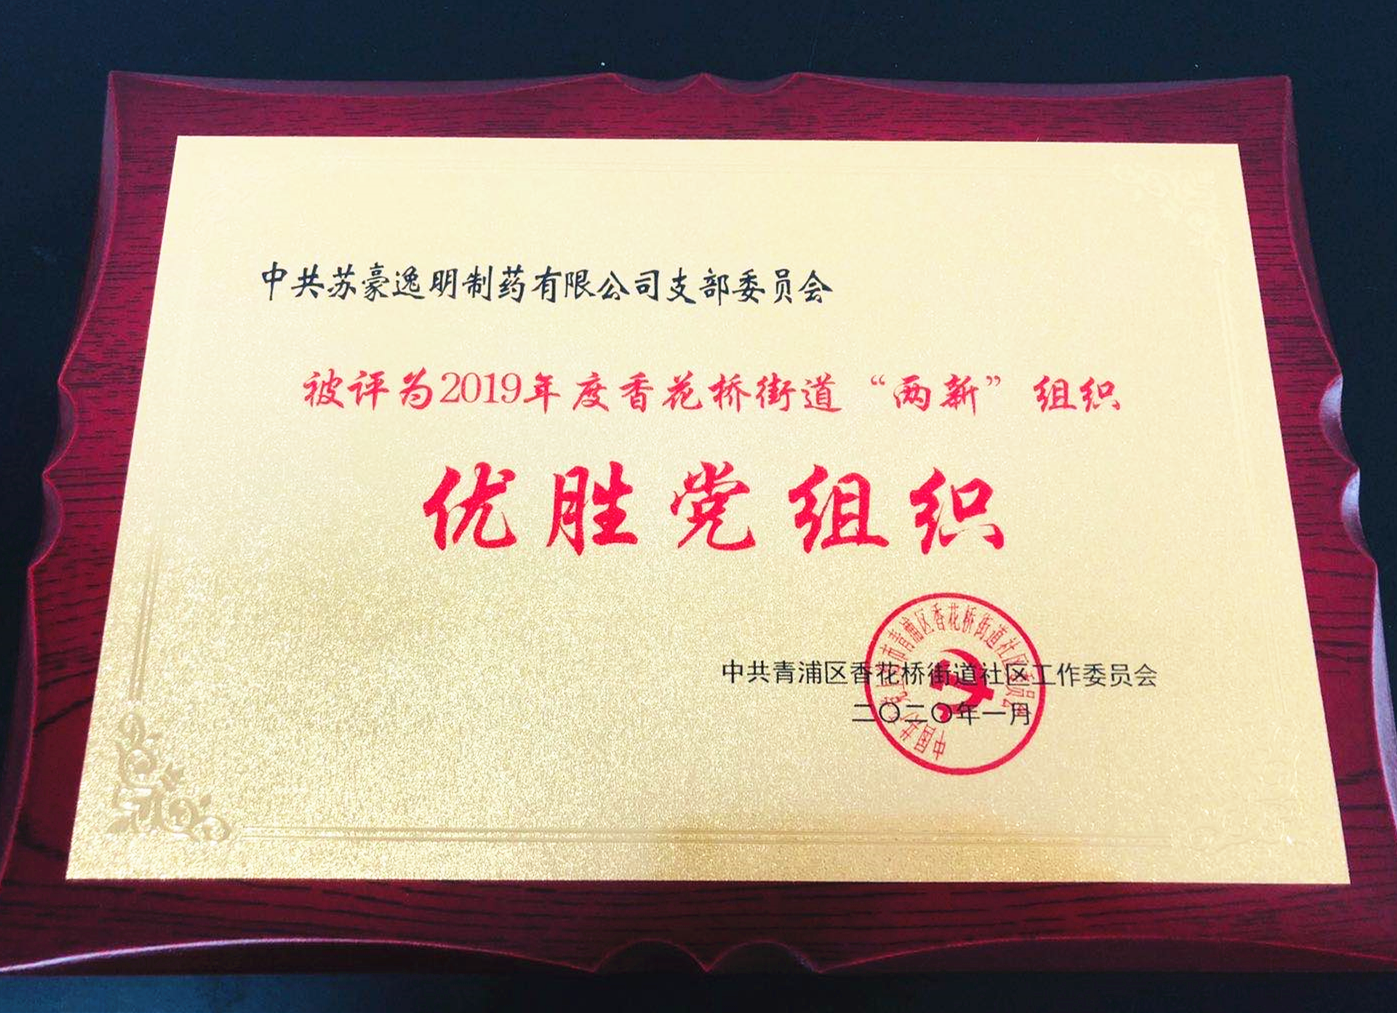 中共苏豪逸明制药有限公司支部委员会
被评为2019年度香花桥街道“两新”组织
优胜党组织
中共青浦区香花桥街道社区工作委员会
二〇二〇年一月